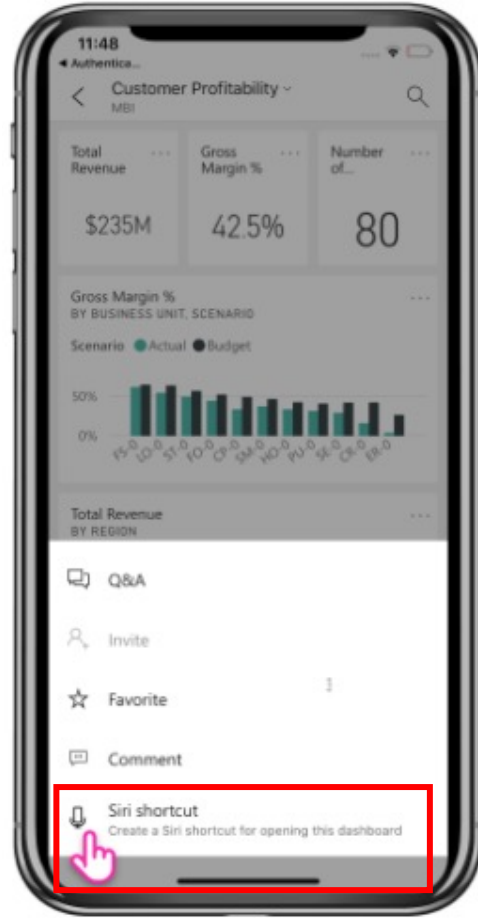 11:48
◀ Authentica...
Customer Profitability
MBI
Total Revenue
$235M
Gross Margin %
42.5%
Number of...
80
Gross Margin %
BY BUSINESS UNIT, SCENARIO
Scenario Actual Budget
50%
0%
FS-0 LO-0 ST-0 FO-0 CP-0 SM-0 HO-0 PU-0 SE-0 CR-0 ER-0
Total Revenue
BY REGION
Q&A
Invite
Favorite
Comment
Siri shortcut
Create a Siri shortcut for opening this dashboard